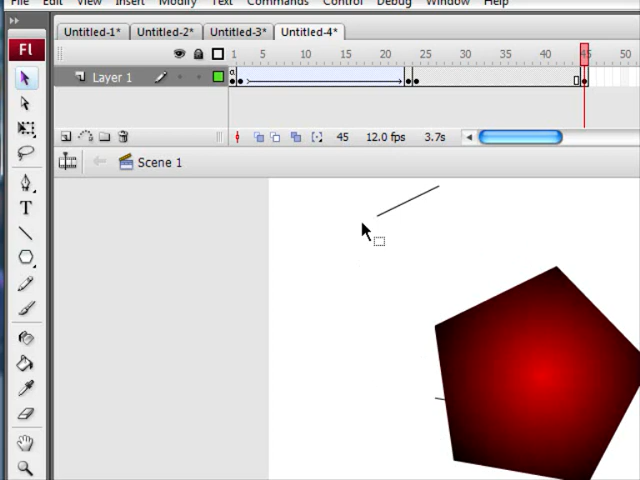 File Edit View Insert Modify Text Commands Control Debug Window Help
Untitled-1* Untitled-2* Untitled-3* Untitled-4*
Fl
1 5 10 15 20 25 30 35 40 45 50
Layer 1
45 12.0 fps 3.7s
Scene 1
T